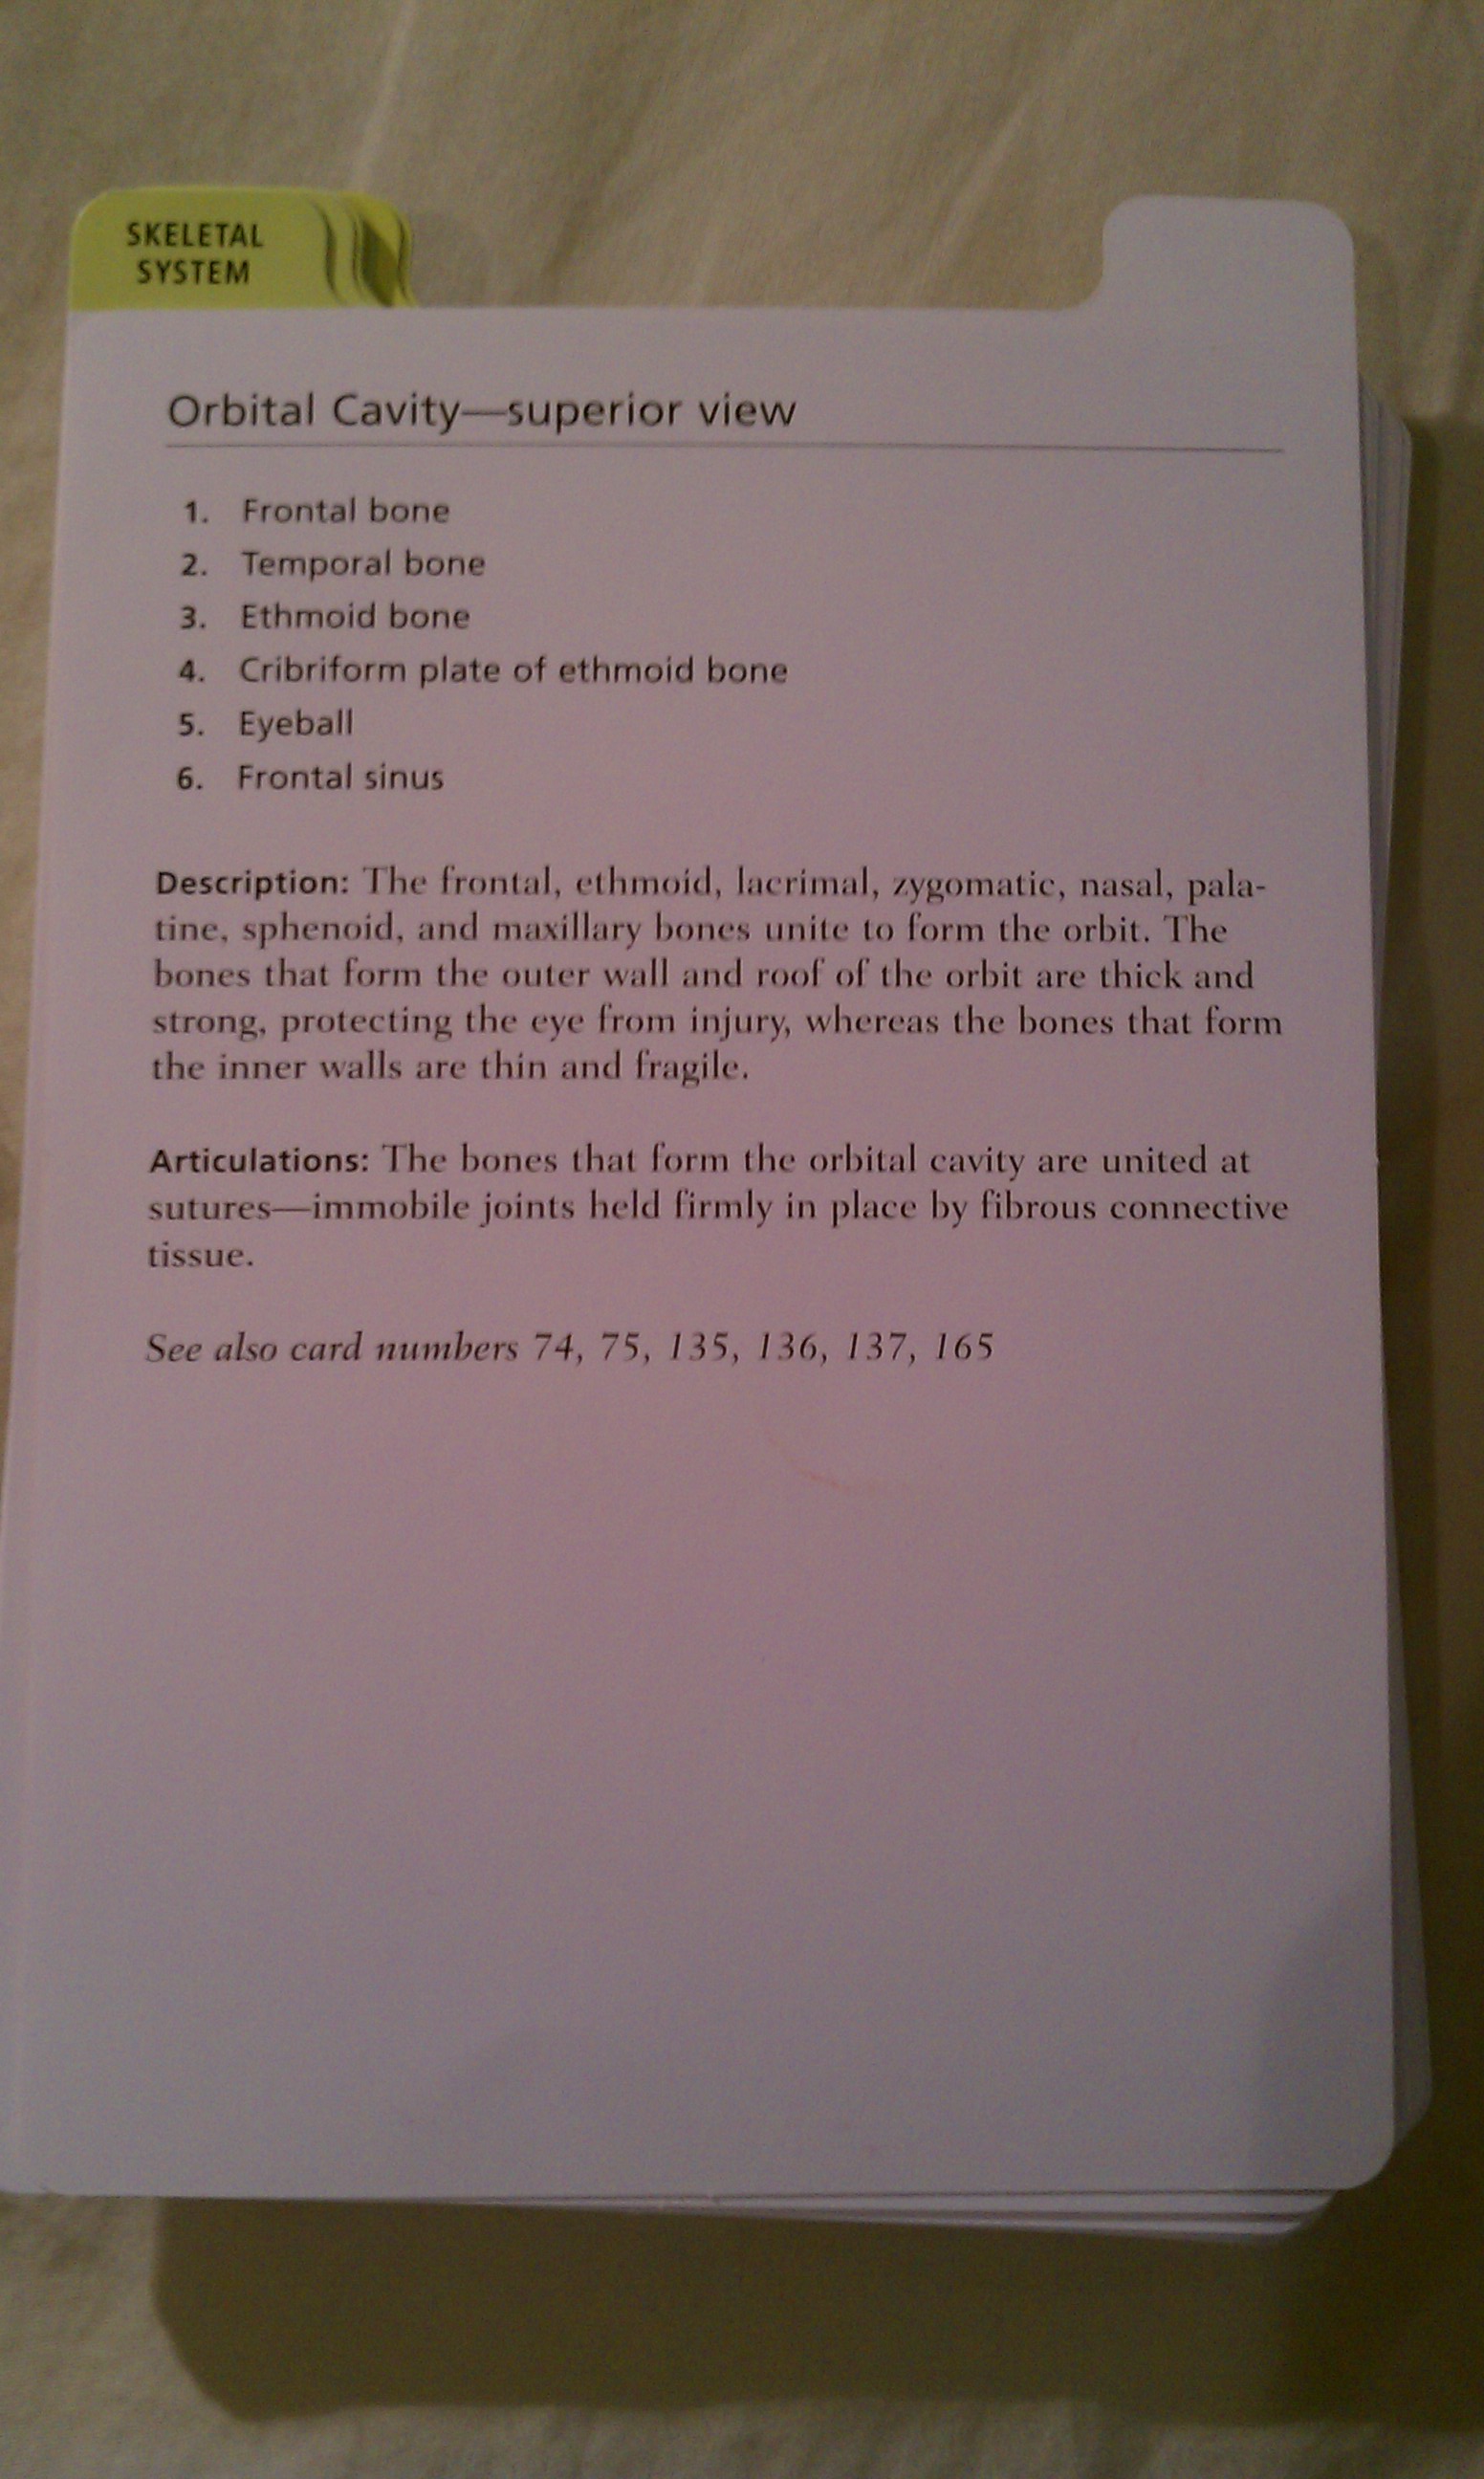 SKELETAL
SYSTEM
Orbital Cavity—superior view
1. Frontal bone
2. Temporal bone
3. Ethmoid bone
4. Cribriform plate of ethmoid bone
5. Eyeball
6. Frontal sinus
Description: The frontal, ethmoid, lacrimal, zygomatic, nasal, pala-
tine, sphenoid, and maxillary bones unite to form the orbit. The
bones that form the outer wall and roof of the orbit are thick and
strong, protecting the eye from injury, whereas the bones that form
the inner walls are thin and fragile.
Articulations: The bones that form the orbital cavity are united at
sutures—immobile joints held firmly in place by fibrous connective
tissue.
See also card numbers 74, 75, 135, 136, 137, 165